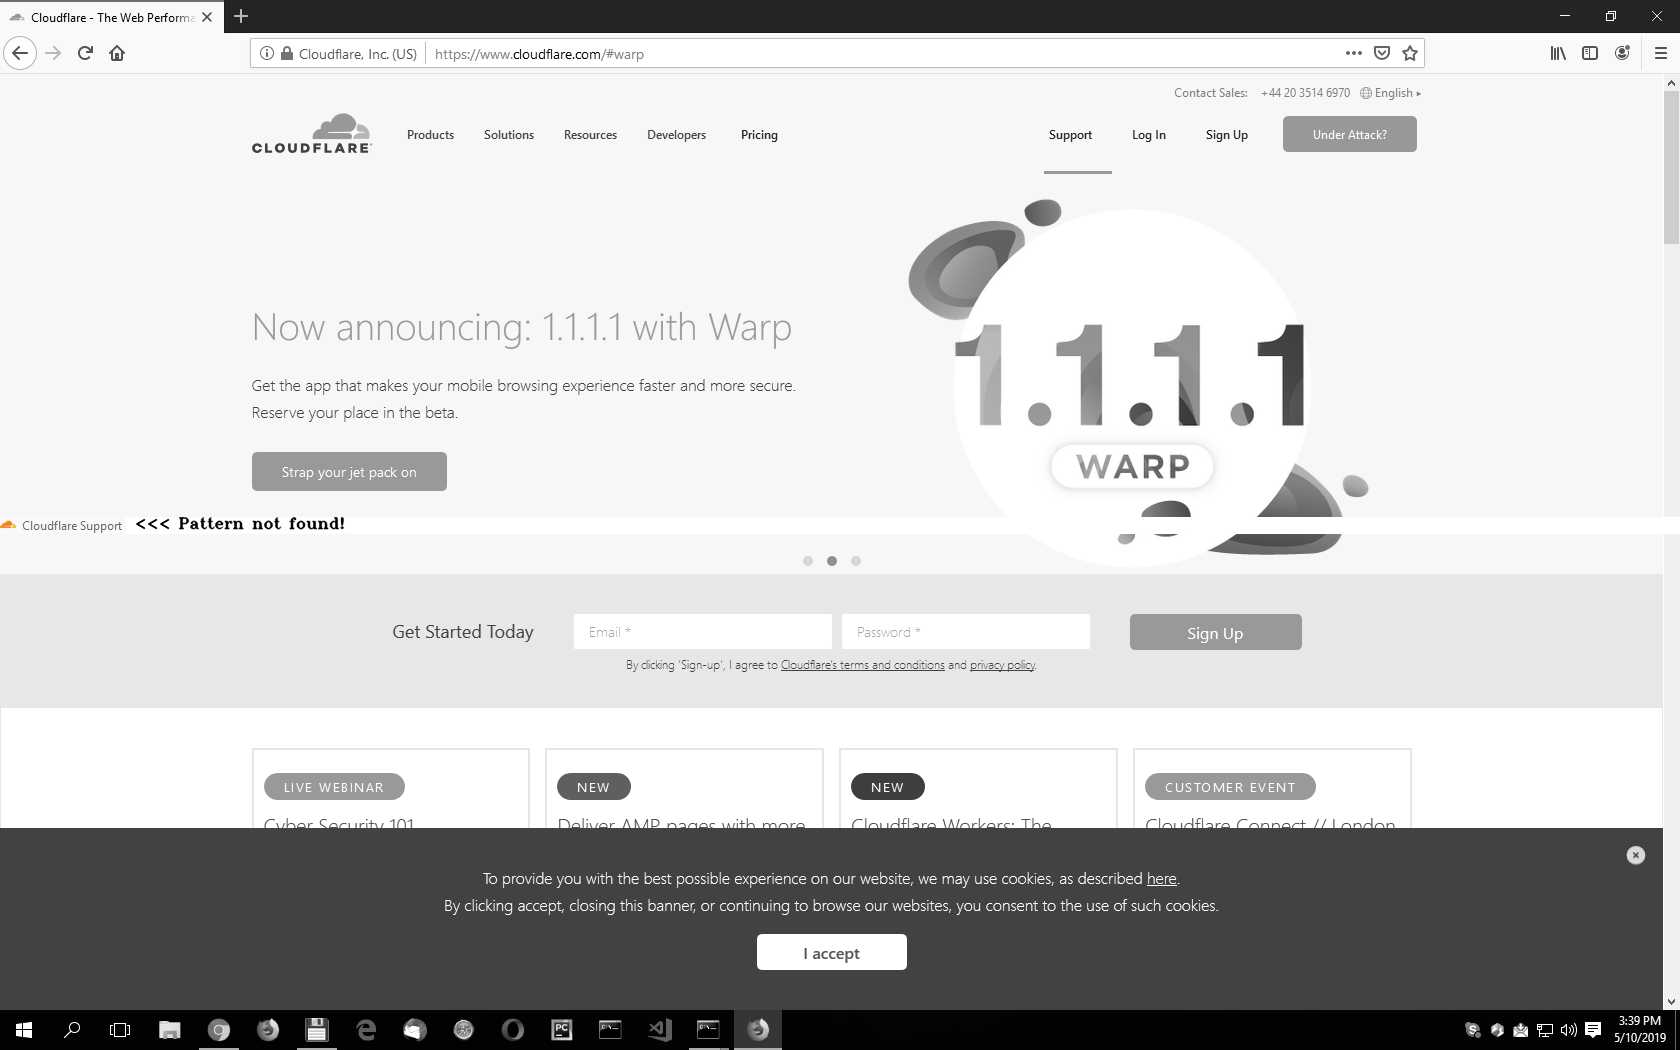 Cloudflare - The Web Performa
Cloudflare, Inc. (US)
https://www.cloudflare.com/#warp
Contact Sales: +44 20 3514 6970 English ▸
CLOUDFLARE
Products Solutions Resources Developers Pricing Support Log In Sign Up Under Attack?
Now announcing: 1.1.1.1 with Warp
Get the app that makes your mobile browsing experience faster and more secure.
Reserve your place in the beta.
Strap your jet pack on
1.1.1.1
WARP
Cloudflare Support <<< Pattern not found!
Get Started Today Email * Password * Sign Up
By clicking 'Sign-up', I agree to Cloudflare's terms and conditions and privacy policy.
LIVE WEBINAR NEW NEW CUSTOMER EVENT
Cyber Security 101 Deliver AMP pages with more Cloudflare Workers: The Cloudflare Connect // London
To provide you with the best possible experience on our website, we may use cookies, as described here.
By clicking accept, closing this banner, or continuing to browse our websites, you consent to the use of such cookies.
I accept
PC
3:39 PM
5/10/2019